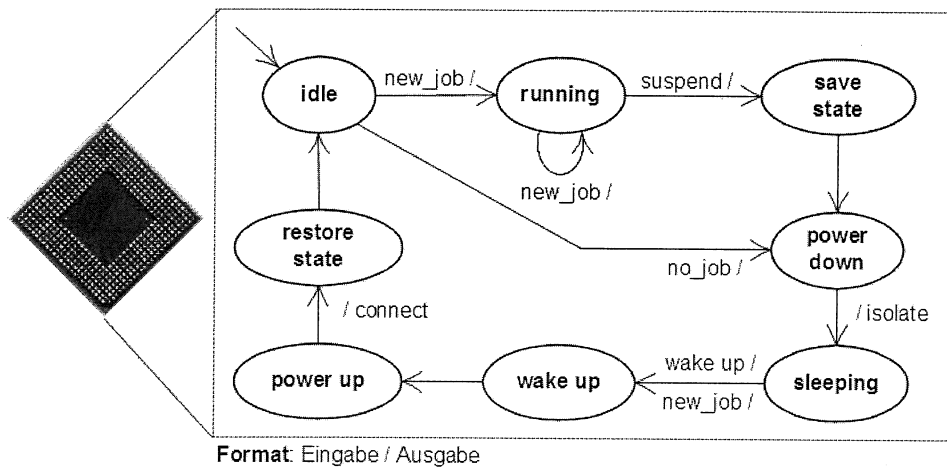 idle
new_job /
running
suspend /
save
state
new_job /
restore
state
no_job /
power
down
/ connect
/ isolate
power up
wake up
wake up /
new_job /
sleeping
Format: Eingabe / Ausgabe